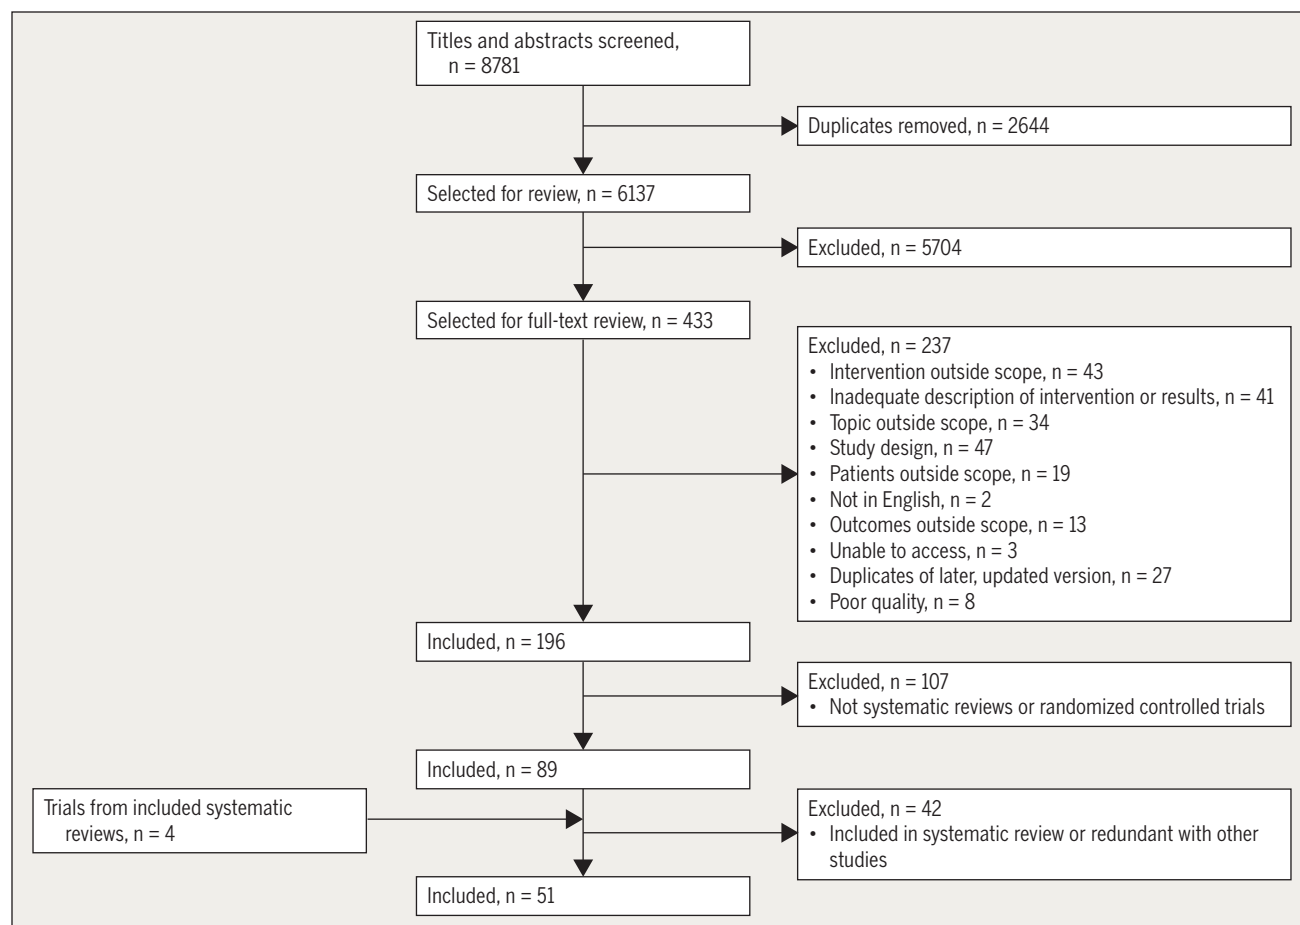 Titles and abstracts screened,
n = 8781
Duplicates removed, n = 2644
Selected for review, n = 6137
Excluded, n = 5704
Selected for full-text review, n = 433
Excluded, n = 237
• Intervention outside scope, n = 43
• Inadequate description of intervention or results, n = 41
• Topic outside scope, n = 34
• Study design, n = 47
• Patients outside scope, n = 19
• Not in English, n = 2
• Outcomes outside scope, n = 13
• Unable to access, n = 3
• Duplicates of later, updated version, n = 27
• Poor quality, n = 8
Included, n = 196
Excluded, n = 107
• Not systematic reviews or randomized controlled trials
Included, n = 89
Trials from included systematic
reviews, n = 4
Excluded, n = 42
• Included in systematic review or redundant with other
studies
Included, n = 51